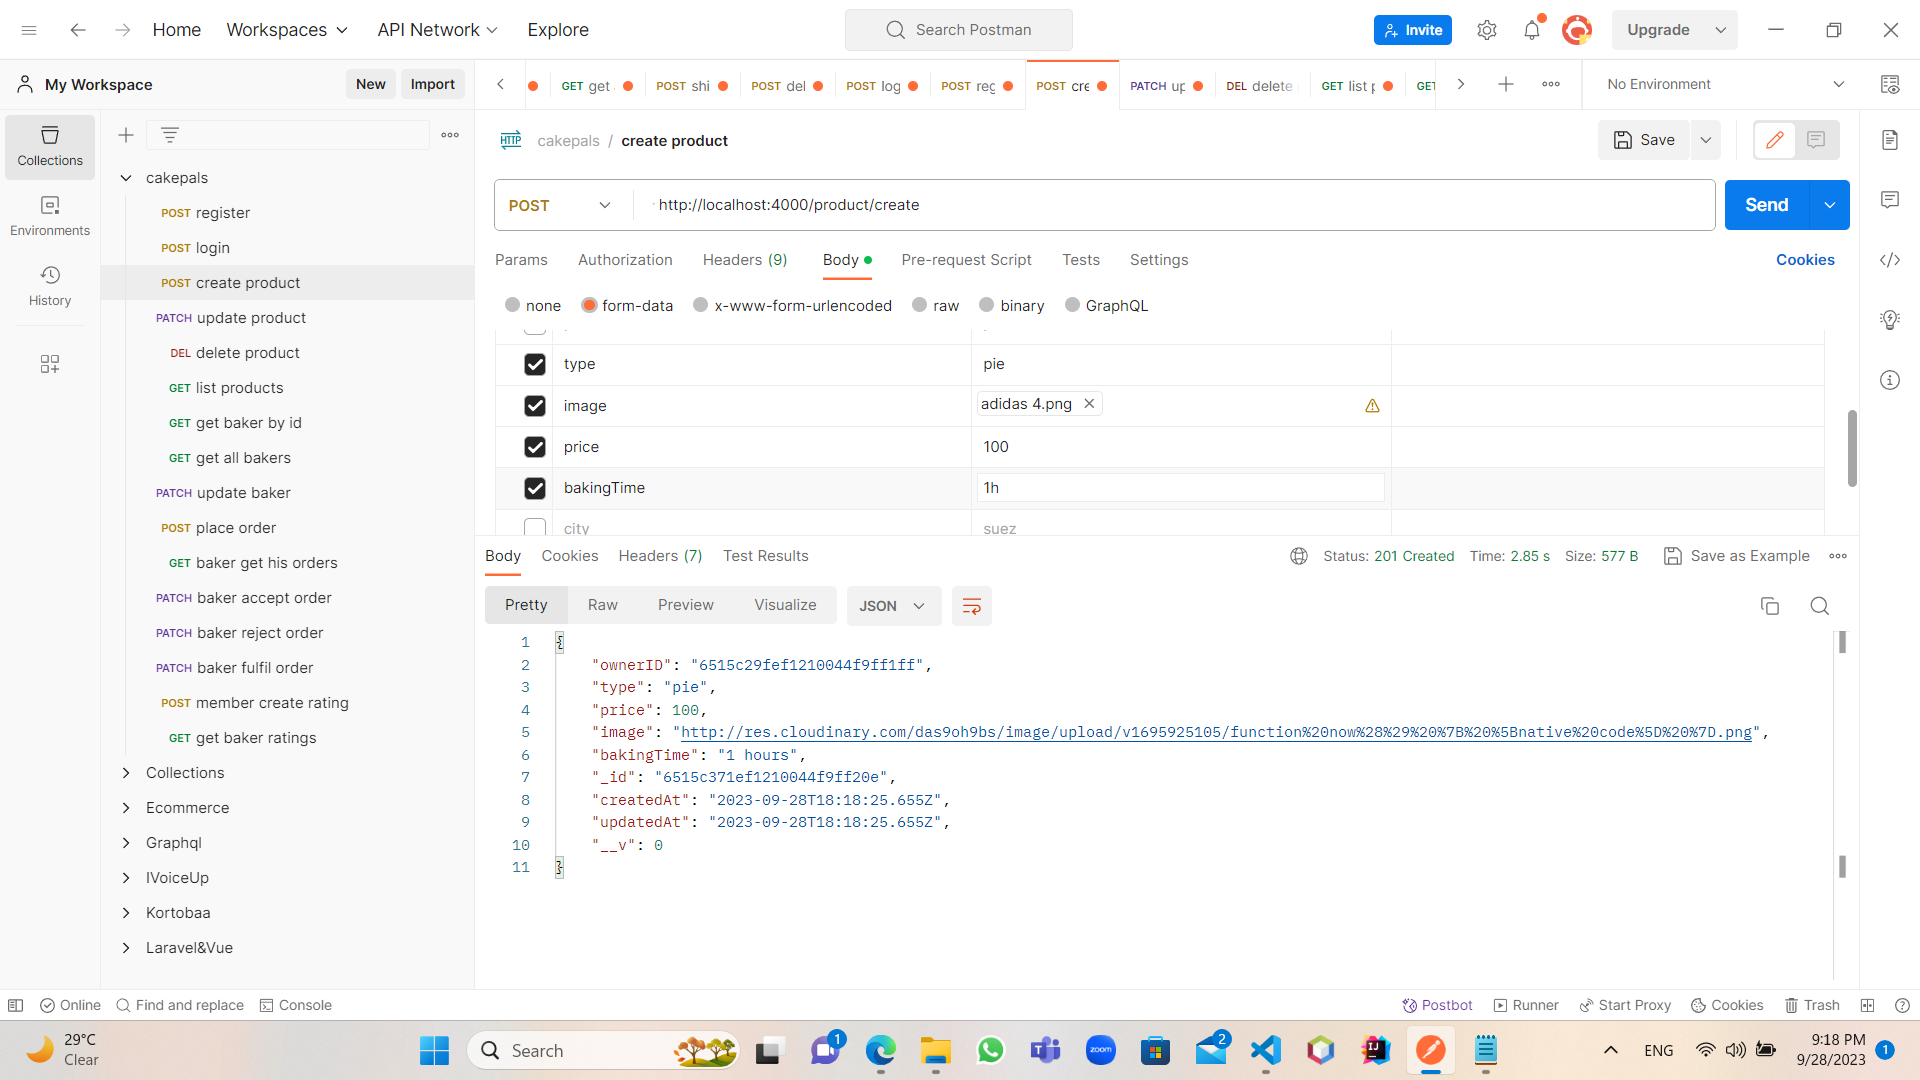 Home Workspaces API Network Explore Search Postman Invite Upgrade
My Workspace New Import
GET get POST shi POST del POST log POST reg POST cre PATCH up DEL delete GET list p GET No Environment
Collections
Environments
History
cakepals
POST register
POST login
POST create product
PATCH update product
DEL delete product
GET list products
GET get baker by id
GET get all bakers
PATCH update baker
POST place order
GET baker get his orders
PATCH baker accept order
PATCH baker reject order
PATCH baker fulfil order
POST member create rating
GET get baker ratings
Collections
Ecommerce
Graphql
IVoiceUp
Kortobaa
Laravel&Vue
HTTP cakepals / create product Save
POST http://localhost:4000/product/create Send
Params Authorization Headers (9) Body Pre-request Script Tests Settings Cookies
none form-data x-www-form-urlencoded raw binary GraphQL
type pie
image adidas 4.png
price 100
bakingTime 1h
city suez
Body Cookies Headers (7) Test Results Status: 201 Created Time: 2.85 s Size: 577 B Save as Example
Pretty Raw Preview Visualize JSON
1 {
2 "ownerID": "6515c29fef1210044f9ff1ff",
3 "type": "pie",
4 "price": 100,
5 "image": "http://res.cloudinary.com/das9oh9bs/image/upload/v1695925105/function%20now%28%29%20%7B%20%5Bnative%20code%5D%20%7D.png",
6 "bakingTime": "1 hours",
7 "_id": "6515c371ef1210044f9ff20e",
8 "createdAt": "2023-09-28T18:18:25.655Z",
9 "updatedAt": "2023-09-28T18:18:25.655Z",
10 "__v": 0
11 }
Online Find and replace Console Postbot Runner Start Proxy Cookies Trash
29°C
Clear
Search
1
zoom
2
ENG
9:18 PM
9/28/2023
1